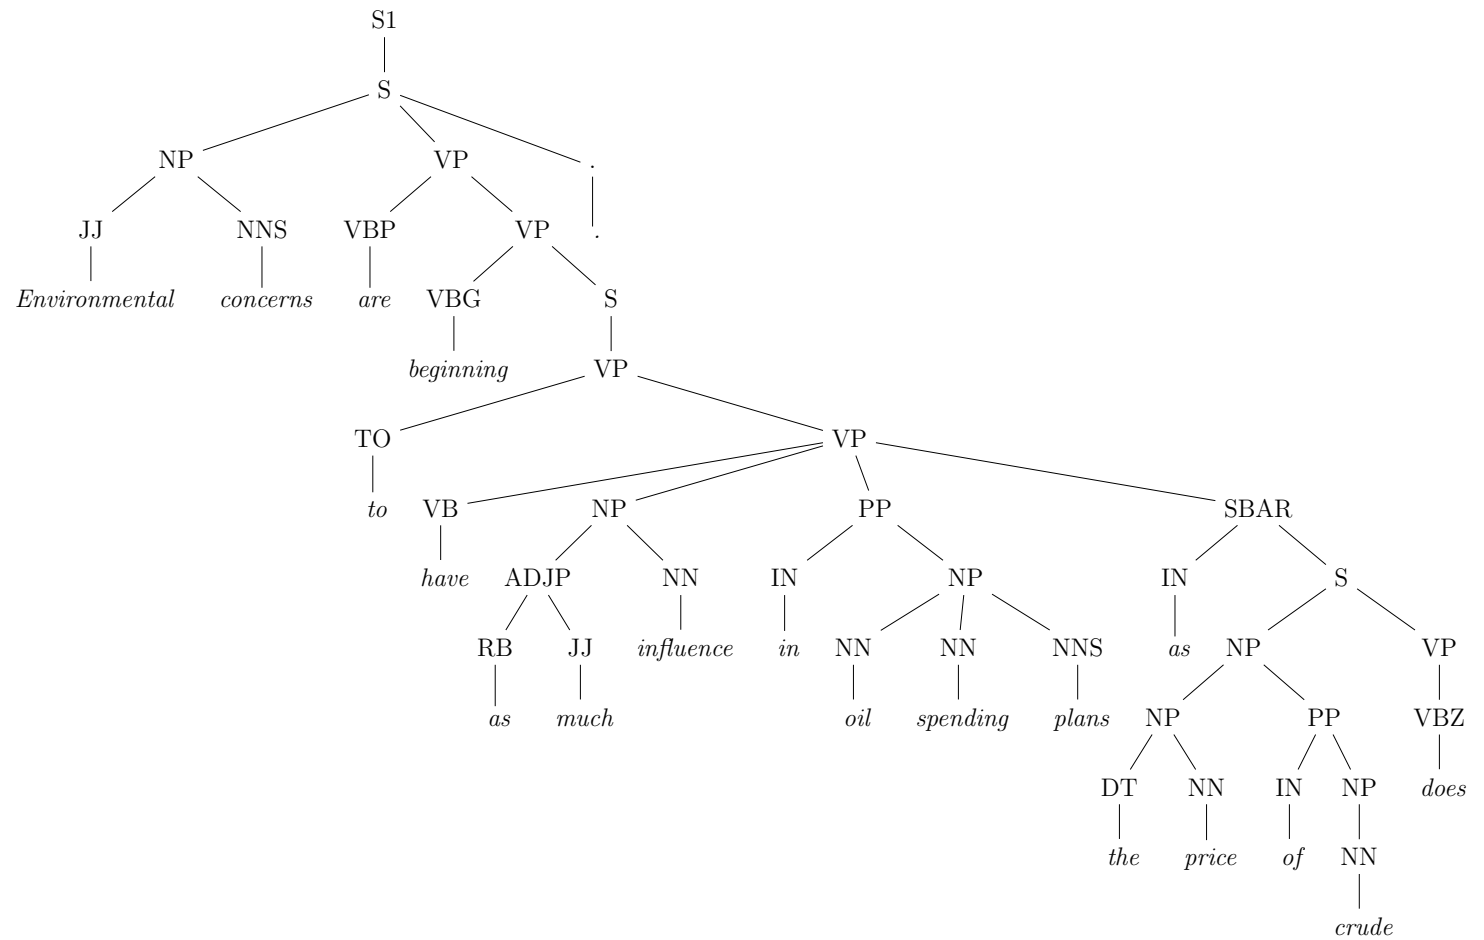 S1
S
NP VP .
JJ NNS VBP VP .
Environmental concerns are VBG S
beginning VP
TO VP
to VB NP PP SBAR
have ADJP NN IN NP IN S
RB JJ influence in NN NN NNS as NP VP
as much oil spending plans NP PP VBZ
DT NN IN NP does
the price of NN
crude